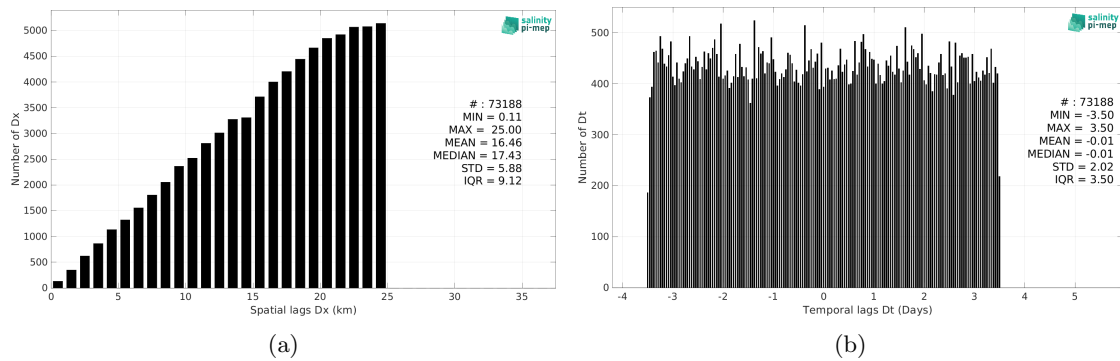 salinity
pi-mep
5000
4500
4000
3500
3000
2500
2000
1500
1000
500
0
Number of Dx
# : 73188
MIN = 0.11
MAX = 25.00
MEAN = 16.46
MEDIAN = 17.43
STD = 5.88
IQR = 9.12
0 5 10 15 20 25 30 35
Spatial lags Dx (km)
(a)
salinity
pi-mep
500
400
300
200
100
0
Number of Dt
# : 73188
MIN = -3.50
MAX = 3.50
MEAN = -0.01
MEDIAN = -0.01
STD = 2.02
IQR = 3.50
-4 -3 -2 -1 0 1 2 3 4 5
Temporal lags Dt (Days)
(b)